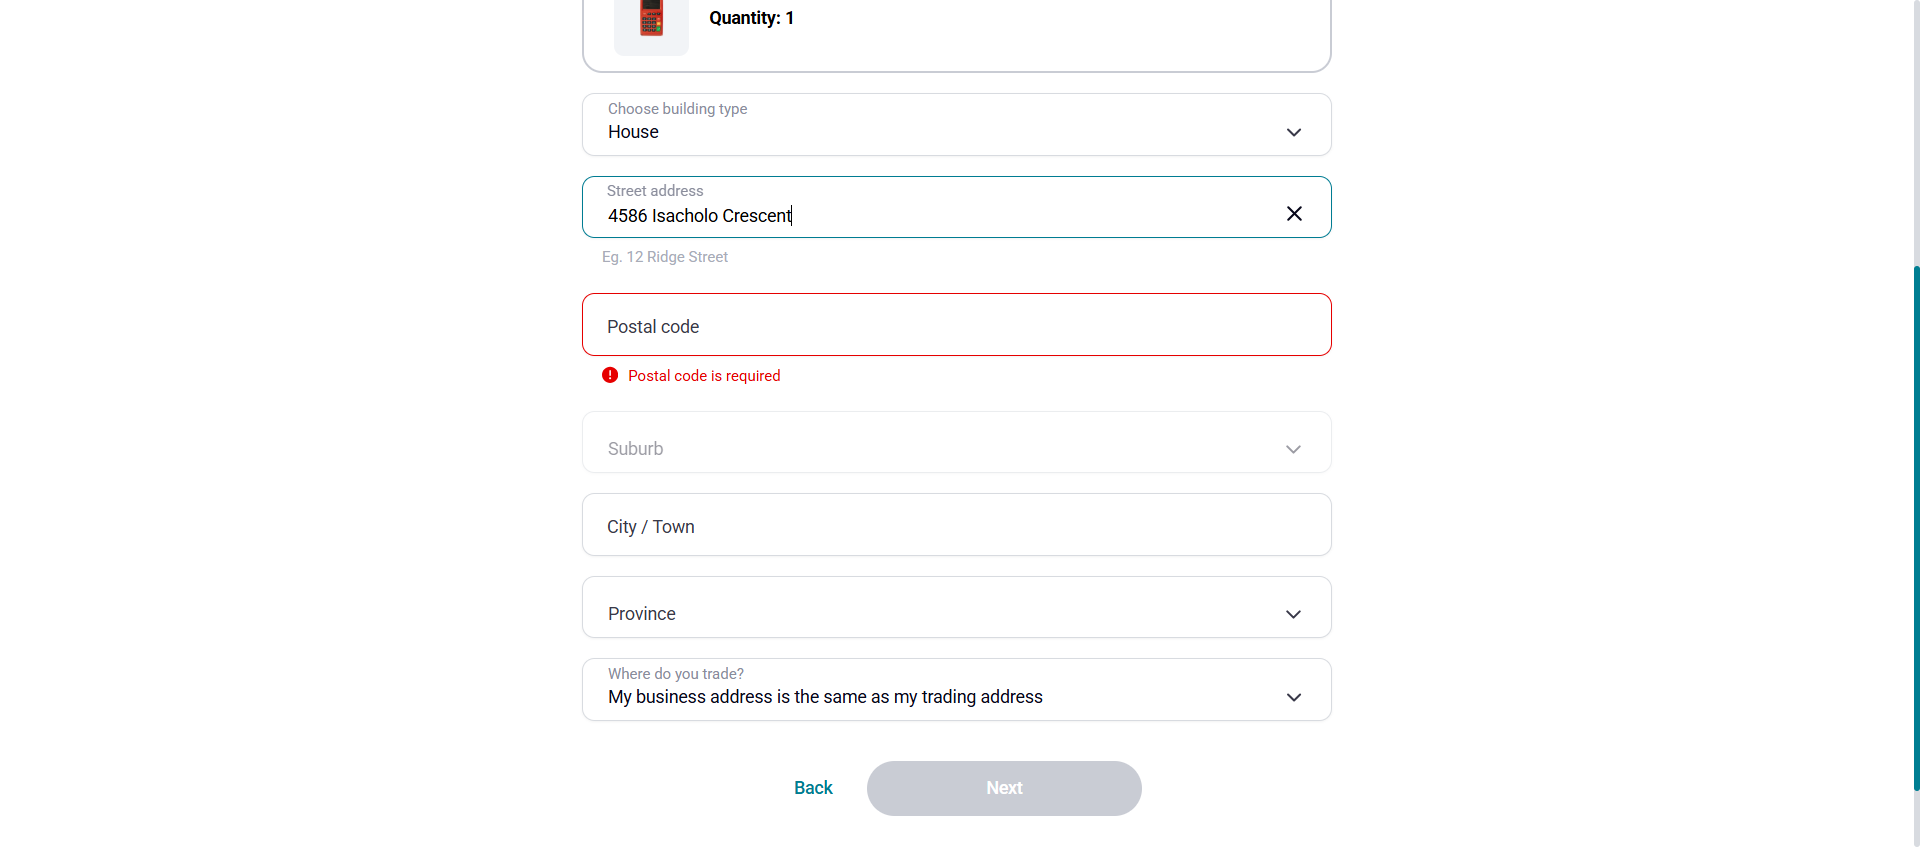 Quantity: 1
Choose building type
House
Street address
4586 Isacholo Crescent
Eg. 12 Ridge Street
Postal code
Postal code is required
Suburb
City / Town
Province
Where do you trade?
My business address is the same as my trading address
Back
Next